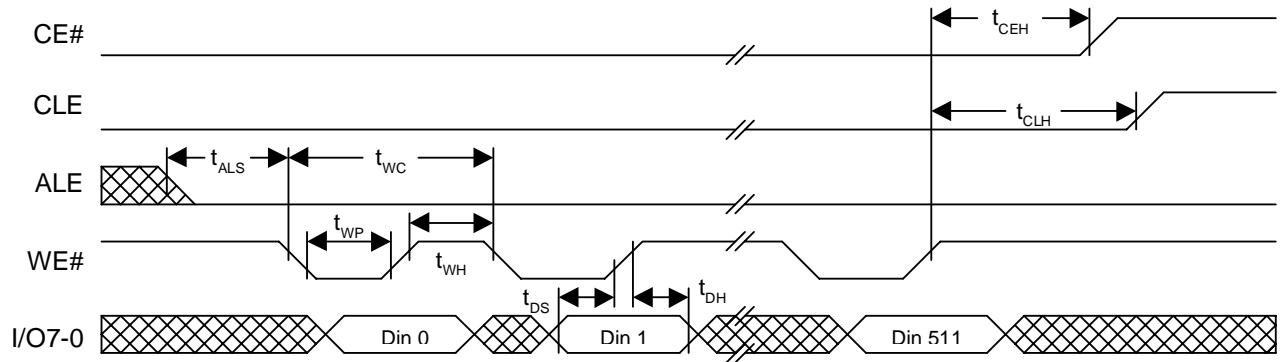 CE#
t_CEH
CLE
t_CLH
ALE
t_ALS
t_WC
WE#
t_WP
t_WH
t_DS
t_DH
I/O7-0
Din 0
Din 1
Din 511